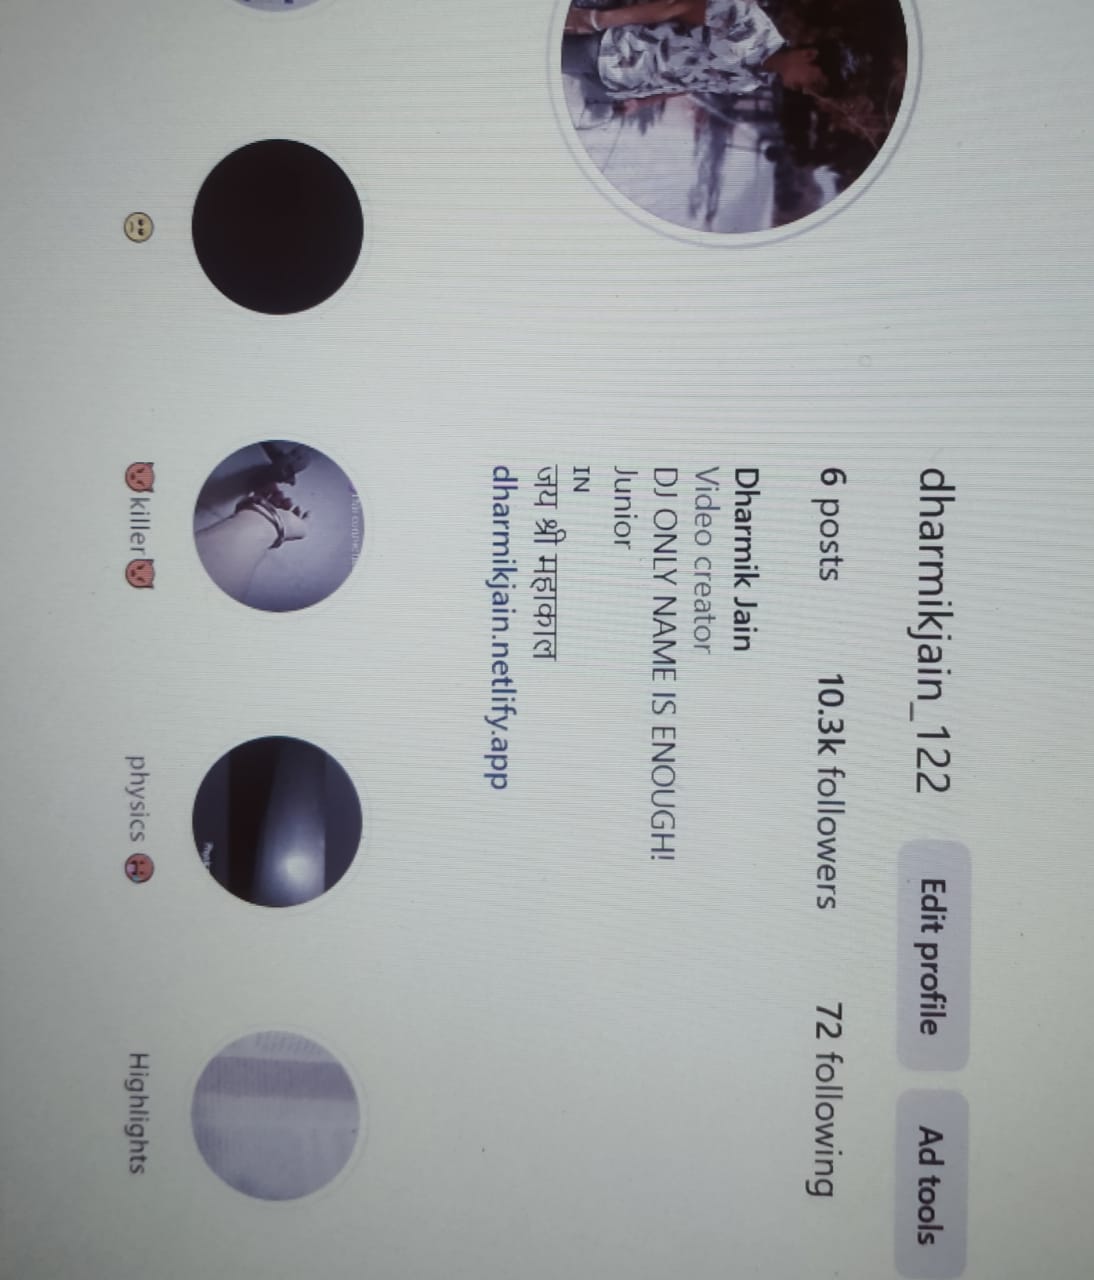 dharmikjain_122 Edit profile Ad tools
6 posts 10.3k followers 72 following
Dharmik Jain
Video creator
DJ ONLY NAME IS ENOUGH!
Junior
IN
जय श्री महाकाल
dharmikjain.netlify.app
😈killer😈 physics Highlights